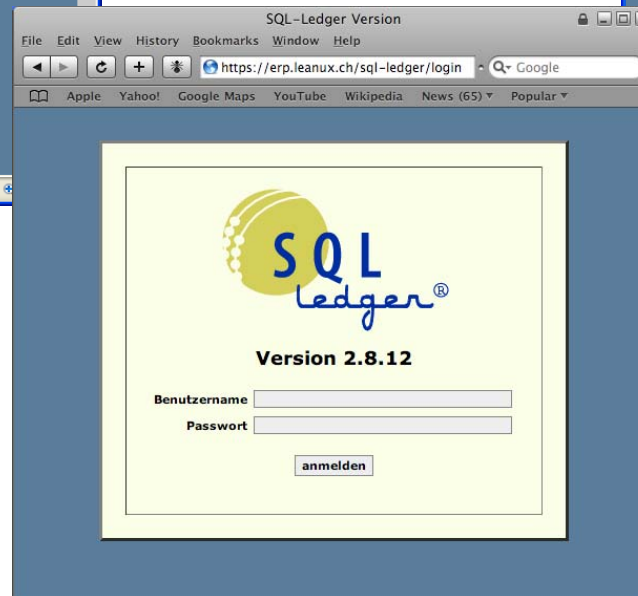 SQL-Ledger Version
File Edit View History Bookmarks Window Help
https://erp.leanux.ch/sql-ledger/login Google
Apple Yahoo! Google Maps YouTube Wikipedia News (65) Popular
SQL
Ledger®
Version 2.8.12
Benutzername
Passwort
anmelden